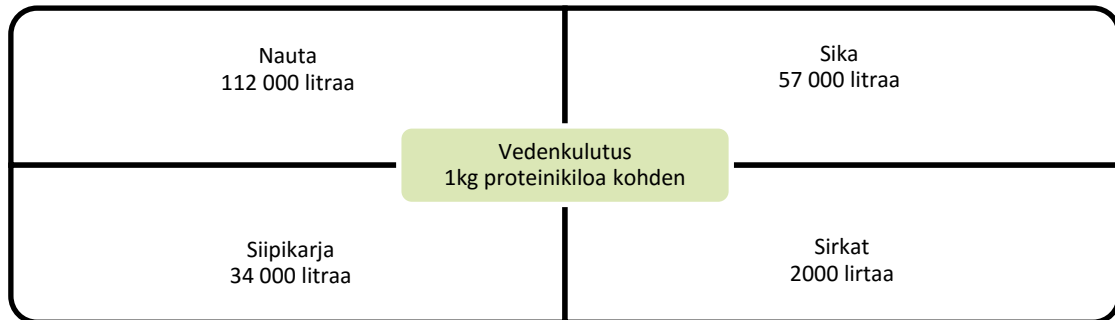 Nauta
112 000 litraa
Sika
57 000 litraa
Vedenkulutus
1kg proteinikiloa kohden
Siipikarja
34 000 litraa
Sirkat
2000 lirtaa